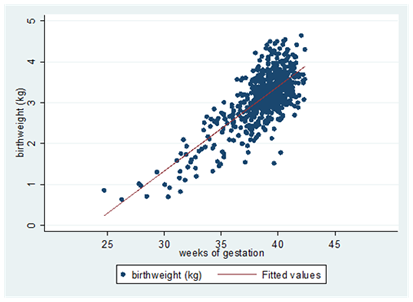 5
4
3
2
1
0
birthweight (kg)
25 30 35 40 45
weeks of gestation
birthweight (kg) Fitted values